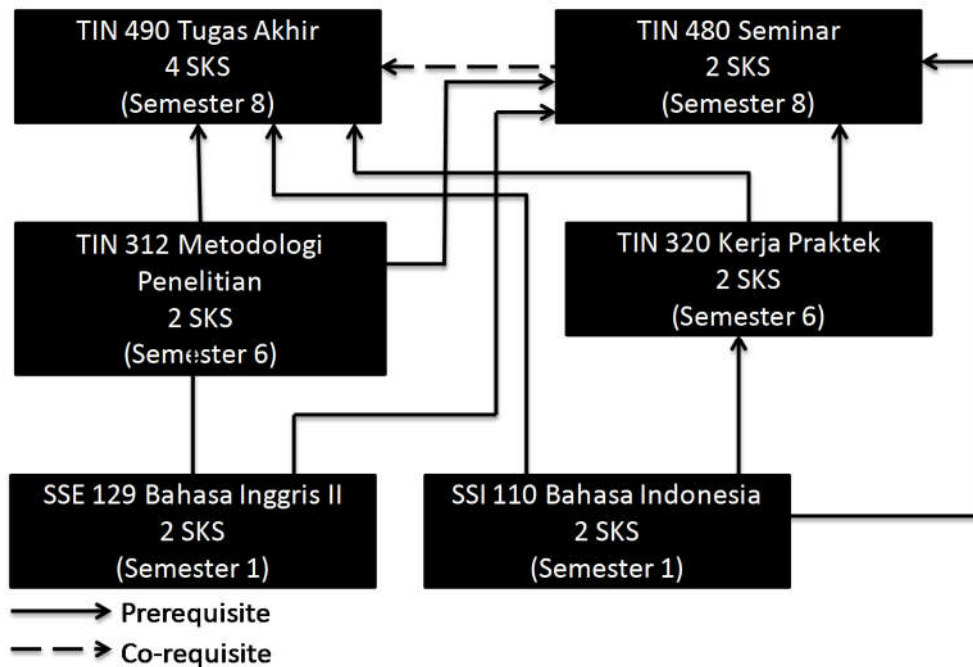 TIN 490 Tugas Akhir
4 SKS
(Semester 8)
TIN 480 Seminar
2 SKS
(Semester 8)
TIN 312 Metodologi
Penelitian
2 SKS
(Semester 6)
TIN 320 Kerja Praktek
2 SKS
(Semester 6)
SSE 129 Bahasa Inggris II
2 SKS
(Semester 1)
SSI 110 Bahasa Indonesia
2 SKS
(Semester 1)
Prerequisite
Co-requisite